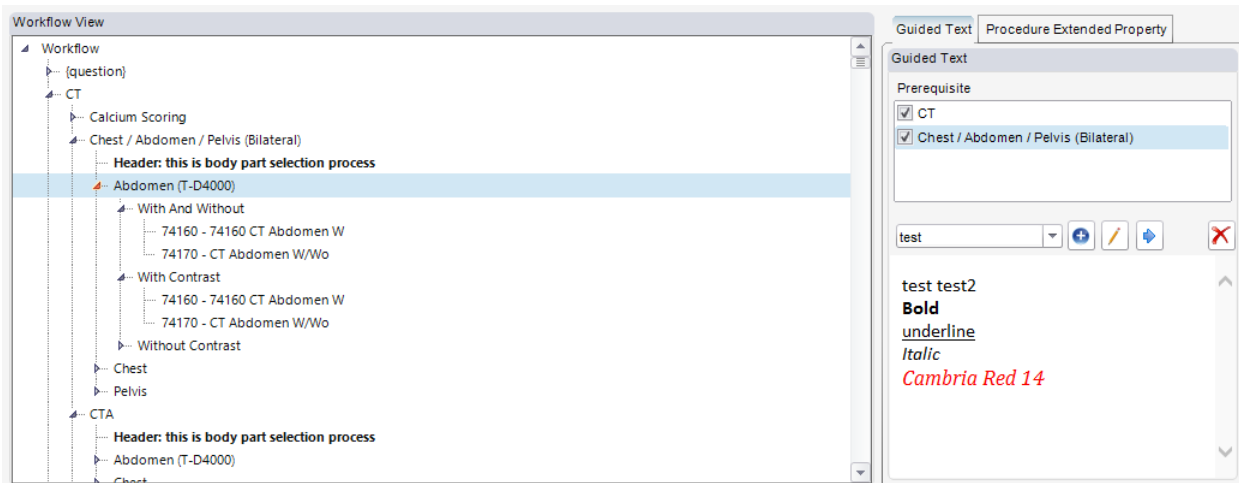 Workflow View
Workflow
{question}
CT
Calcium Scoring
Chest / Abdomen / Pelvis (Bilateral)
Header: this is body part selection process
Abdomen (T-D4000)
With And Without
74160 - 74160 CT Abdomen W
74170 - CT Abdomen W/Wo
With Contrast
74160 - 74160 CT Abdomen W
74170 - CT Abdomen W/Wo
Without Contrast
Chest
Pelvis
CTA
Header: this is body part selection process
Abdomen (T-D4000)
Chest
Guided Text Procedure Extended Property
Guided Text
Prerequisite
CT
Chest / Abdomen / Pelvis (Bilateral)
test
test test2
Bold
underline
Italic
Cambria Red 14